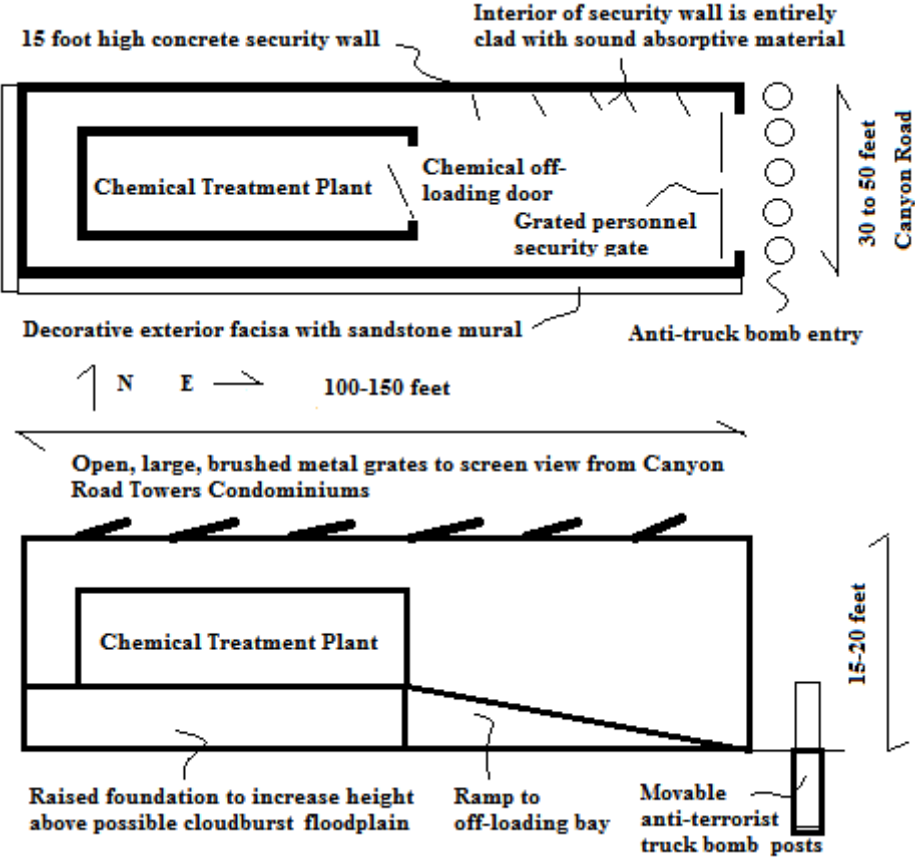 Interior of security wall is entirely
clad with sound absorptive material
15 foot high concrete security wall
Chemical Treatment Plant
Chemical off-
loading door
Grated personnel
security gate
30 to 50 feet
Canyon Road
Decorative exterior facisa with sandstone mural
Anti-truck bomb entry
N E
100-150 feet
Open, large, brushed metal grates to screen view from Canyon
Road Towers Condominiums
Chemical Treatment Plant
15-20 feet
Raised foundation to increase height
above possible cloudburst floodplain
Ramp to
off-loading bay
Movable
anti-terrorist
truck bomb posts